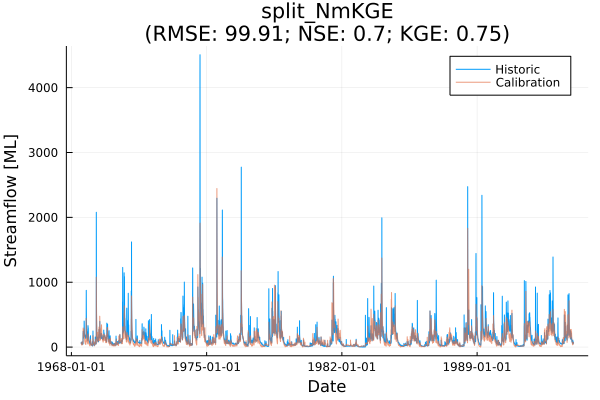 split_NmKGE
(RMSE: 99.91; NSE: 0.7; KGE: 0.75)
Historic
Calibration
Streamflow [ML]
4000
3000
2000
1000
0
1968-01-01
1975-01-01
1982-01-01
1989-01-01
Date